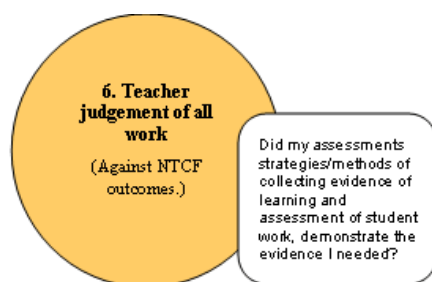 6. Teacher
judgement of all
work
(Against NTCF
outcomes.)
Did my assessments
strategies/methods of
collecting evidence of
learning and
assessment of student
work, demonstrate the
evidence I needed?